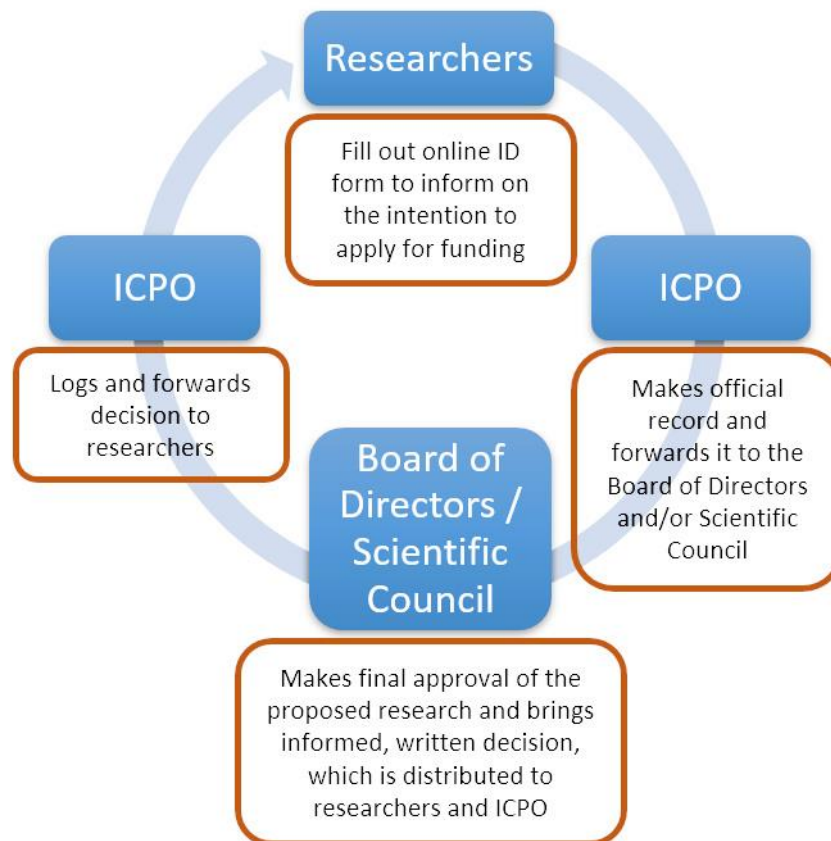 Researchers
Fill out online ID
form to inform on
the intention to
apply for funding
ICPO
Makes official
record and
forwards it to the
Board of Directors
and/or Scientific
Council
Board of
Directors /
Scientific
Council
Makes final approval of the
proposed research and brings
informed, written decision,
which is distributed to
researchers and ICPO
ICPO
Logs and forwards
decision to
researchers